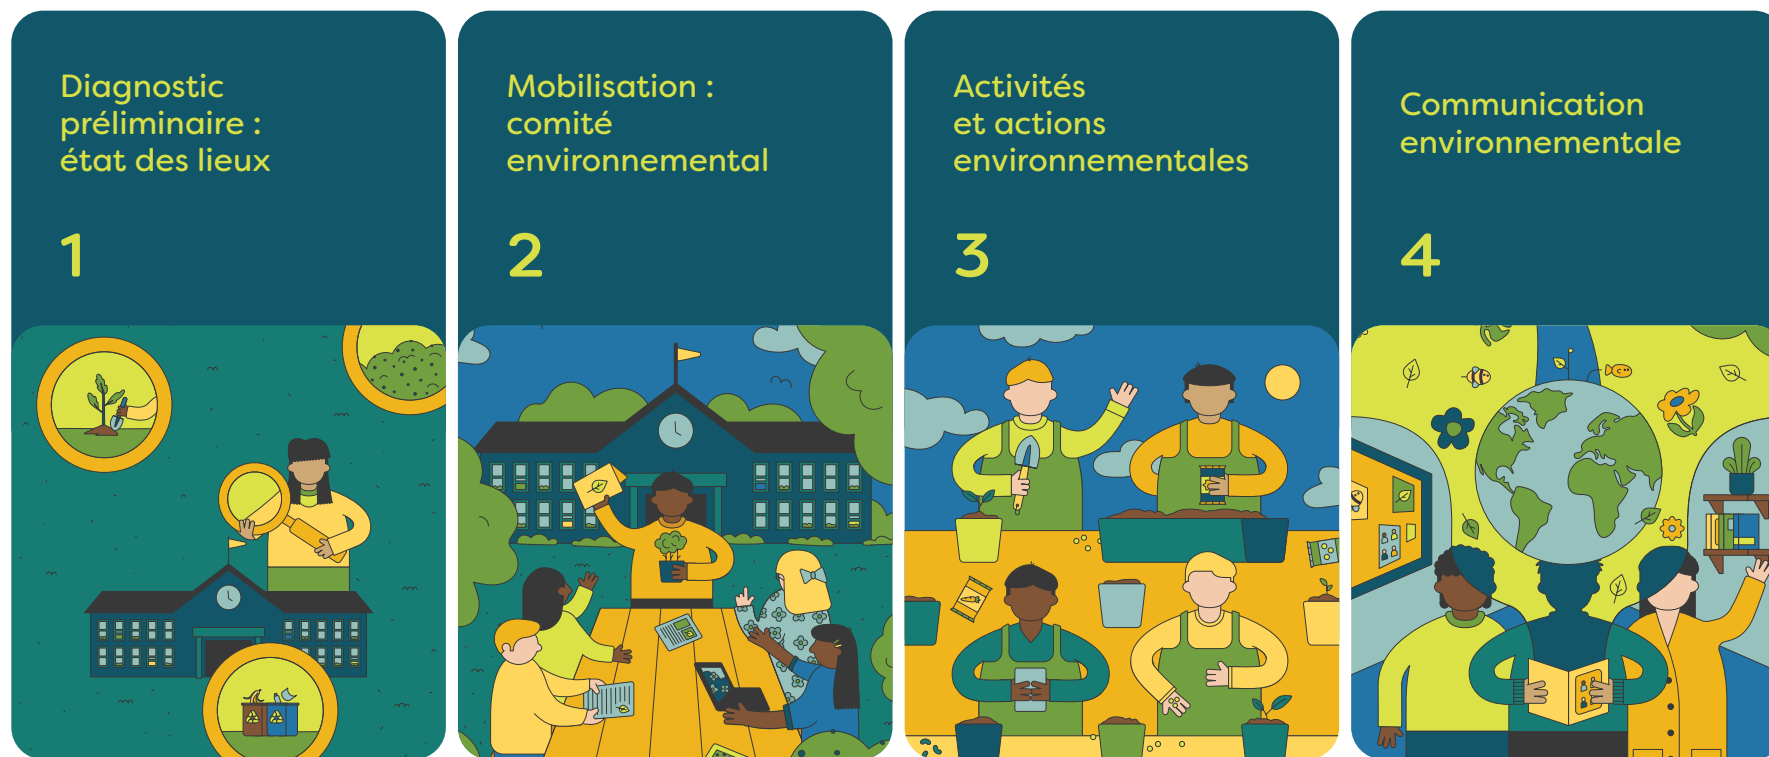 Diagnostic
préliminaire :
état des lieux
1
Mobilisation :
comité
environnemental
2
Activités
et actions
environnementales
3
Communication
environnementale
4